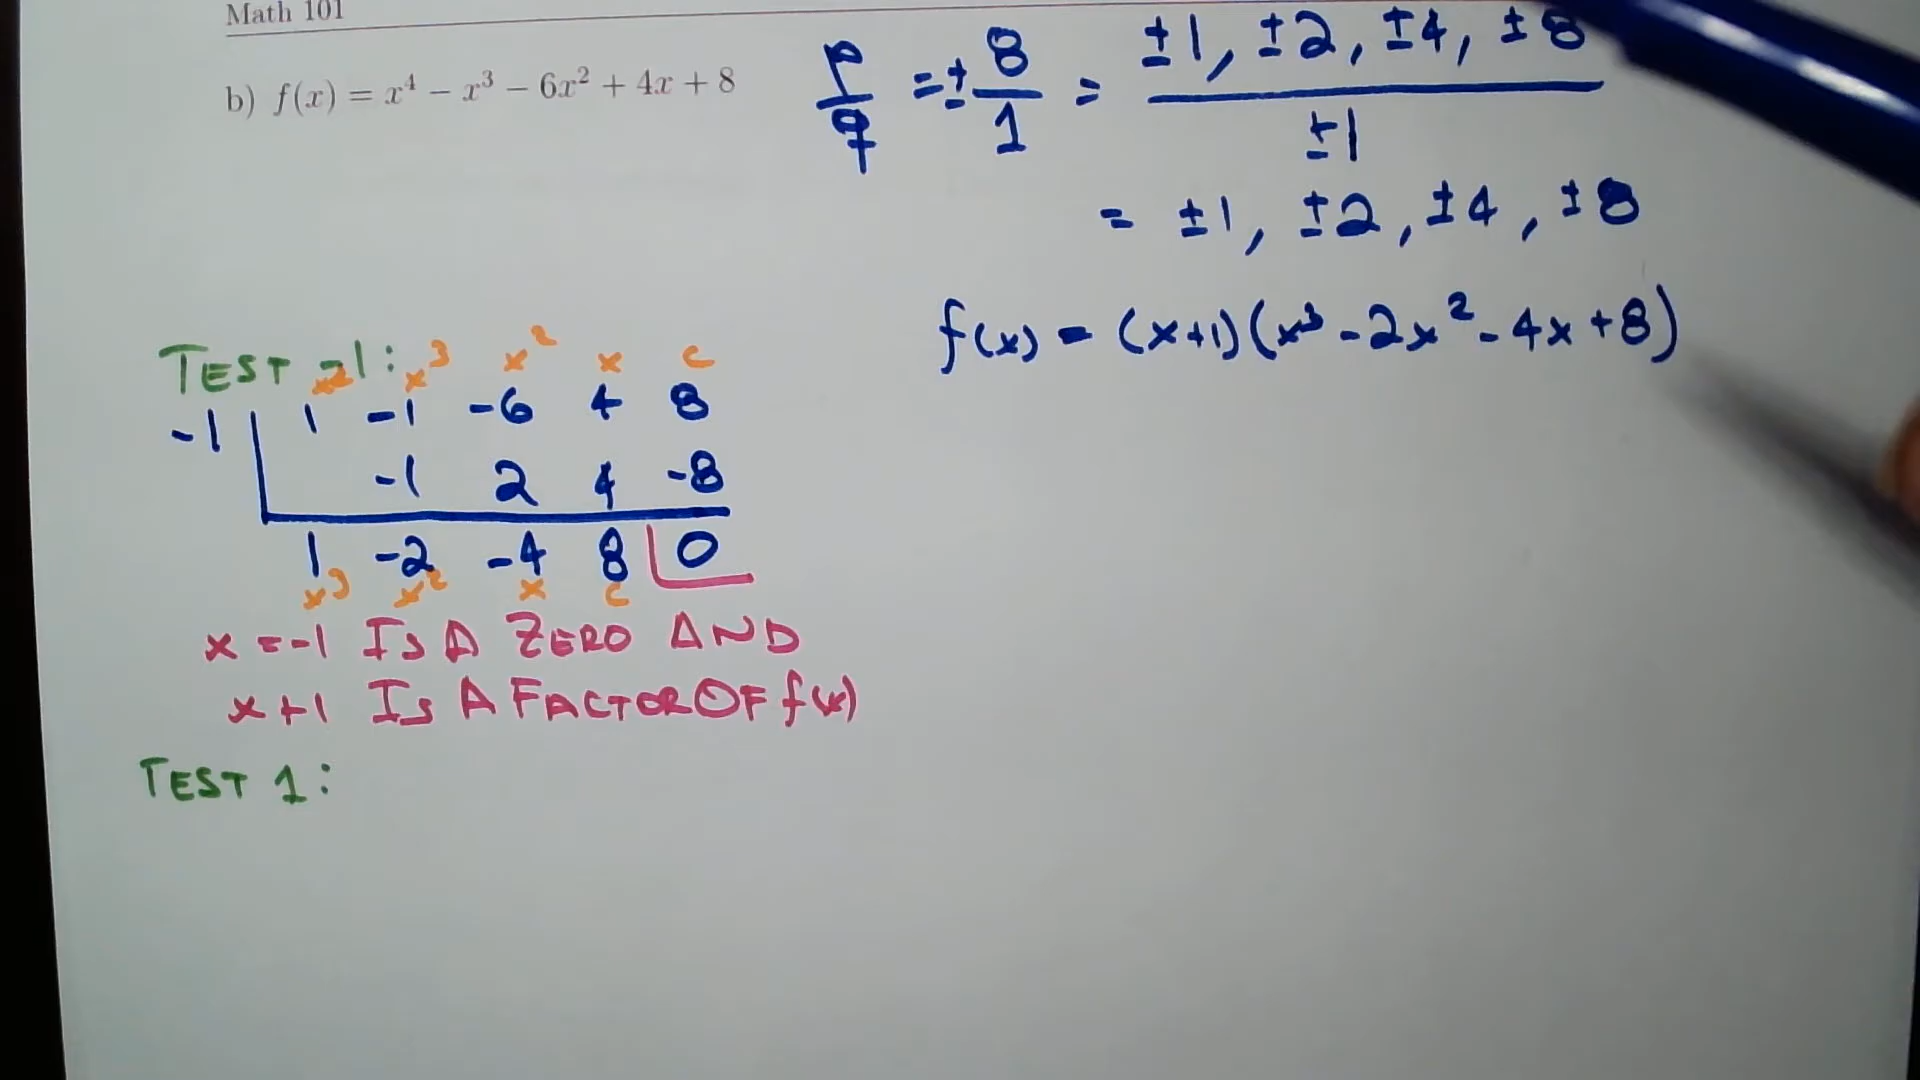 Math 101
b) f(x) = x⁴ − x³ − 6x² + 4x + 8
p/q = ± 8/1 = ±1, ±2, ±4, ±8 / ±1
= ±1, ±2, ±4, ±8
f(x) = (x+1)(x³ - 2x² - 4x + 8)
TEST -1:
x³ x² x c
-1 | 1 -1 -6 4 8
-1 2 4 -8
1 -2 -4 8 | 0
x³ x² x c
x = -1 IS A ZERO AND
x+1 IS A FACTOR OF f(x)
TEST 1: